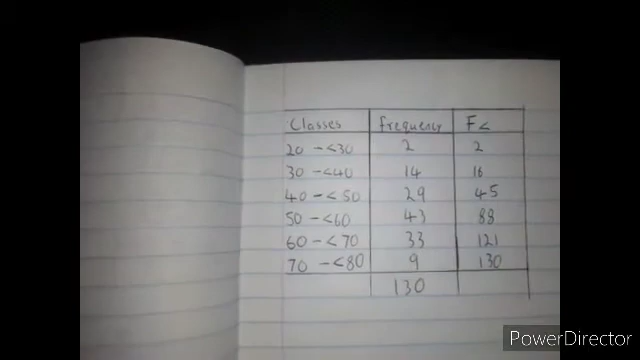 Classes frequency F<
20 - <30 2 2
30 - <40 14 16
40 - <50 29 45
50 - <60 43 88
60 - <70 33 121
70 - <80 9 130
130
PowerDirector